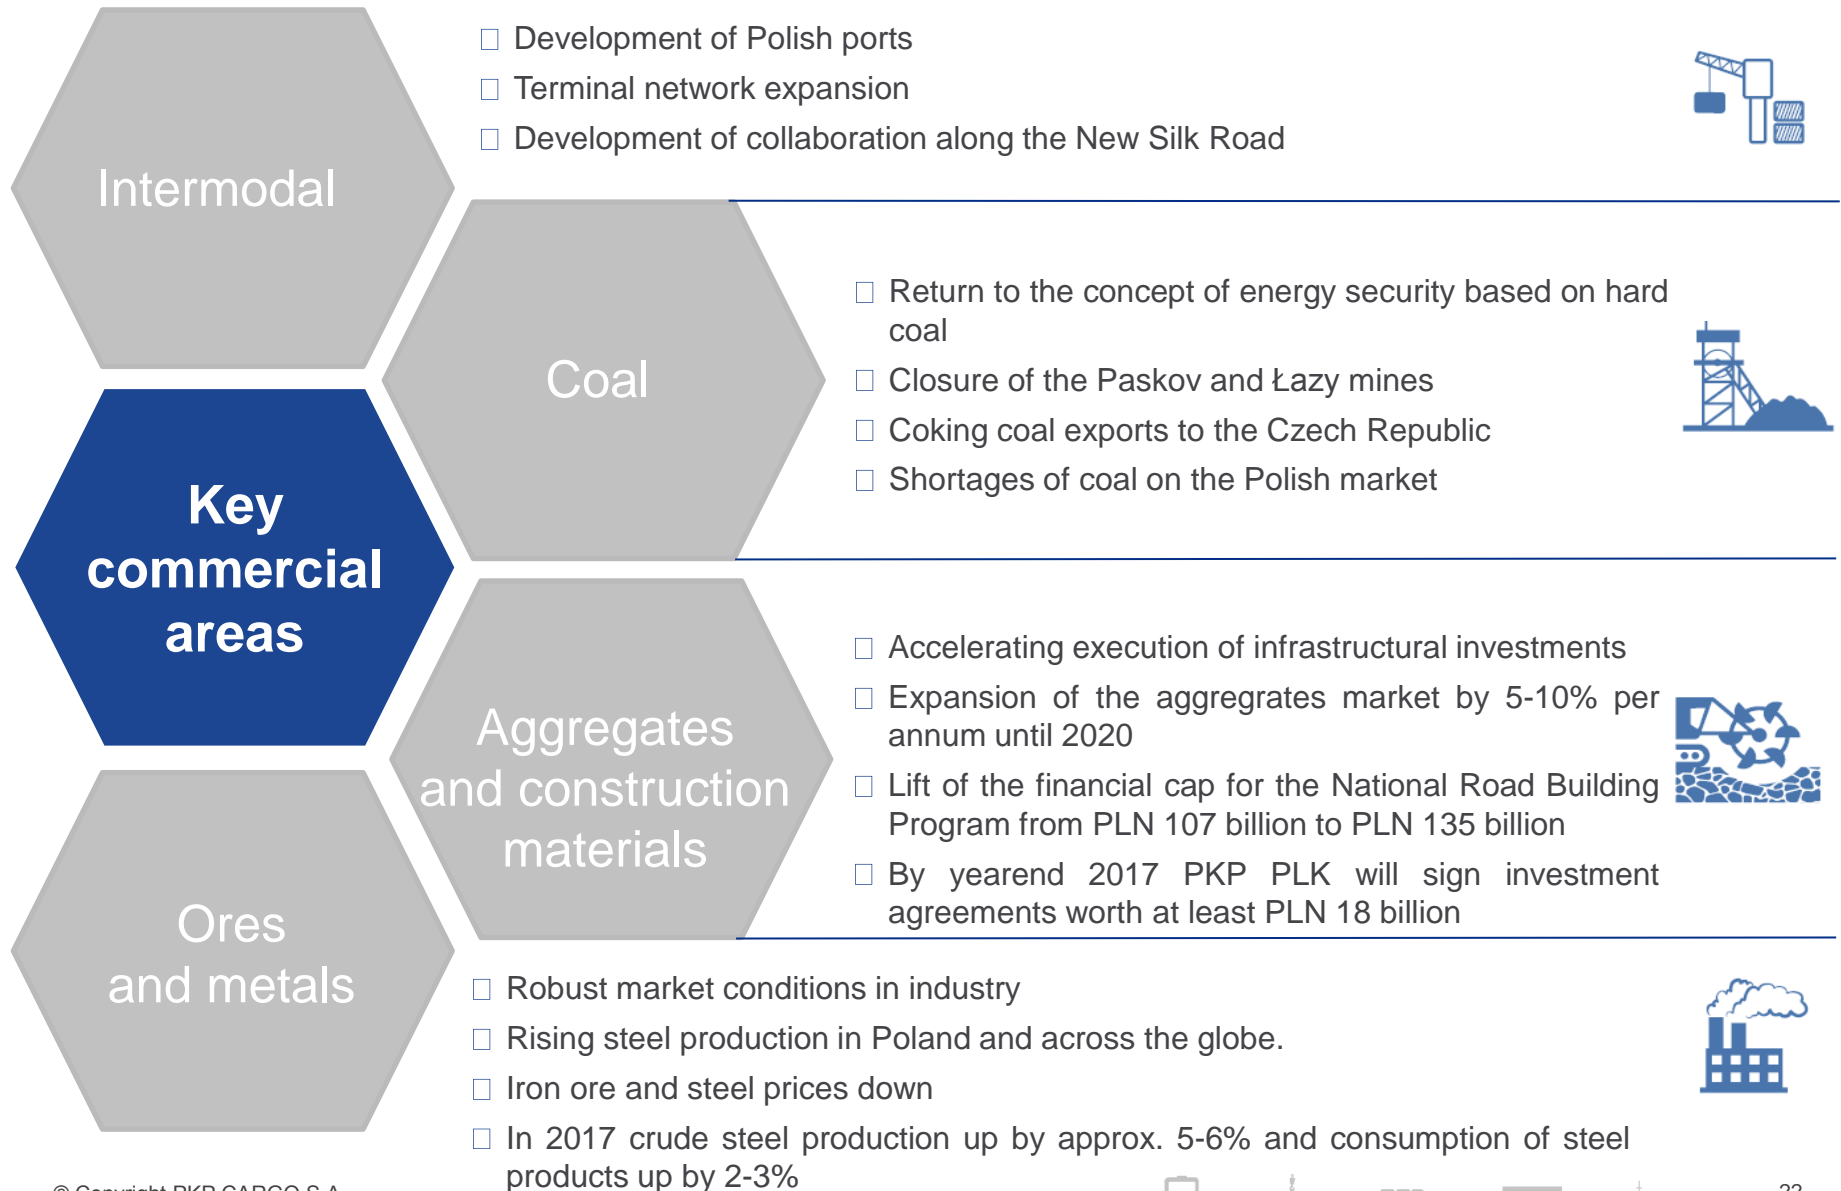 Intermodal
Development of Polish ports
Terminal network expansion
Development of collaboration along the New Silk Road
Coal
Return to the concept of energy security based on hard
coal
Closure of the Paskov and Łazy mines
Coking coal exports to the Czech Republic
Shortages of coal on the Polish market
Key
commercial
areas
Aggregates
and construction
materials
Accelerating execution of infrastructural investments
Expansion of the aggregrates market by 5-10% per
annum until 2020
Lift of the financial cap for the National Road Building
Program from PLN 107 billion to PLN 135 billion
By yearend 2017 PKP PLK will sign investment
agreements worth at least PLN 18 billion
Ores
and metals
Robust market conditions in industry
Rising steel production in Poland and across the globe.
Iron ore and steel prices down
In 2017 crude steel production up by approx. 5-6% and consumption of steel
products up by 2-3%
© Copyright PKP CARGO S.A.